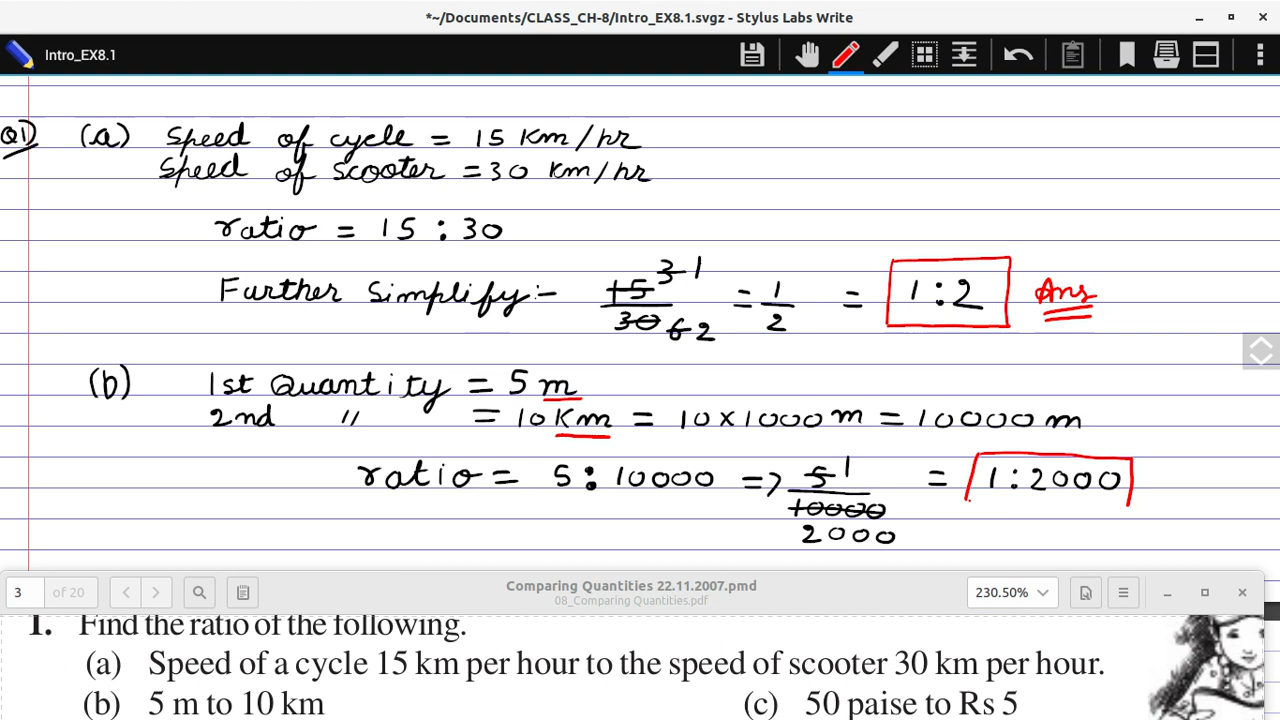 *~/Documents/CLASS_CH-8/Intro_EX8.1.svgz - Stylus Labs Write
Intro_EX8.1
Q1) (a) Speed of cycle = 15 Km/hr
Speed of scooter = 30 Km/hr
ratio = 15 : 30
Further Simplify:- 15 3 1 / 30 6 2 = 1/2 = 1:2 Ans
(b) 1st Quantity = 5 m
2nd " = 10 Km = 10x1000 m = 10000 m
ratio = 5 : 10000 => 5 1 / 10000 2000 = 1:2000
3 of 20
Comparing Quantities 22.11.2007.pmd
08_Comparing Quantities.pdf
230.50%
1. Find the ratio of the following.
(a) Speed of a cycle 15 km per hour to the speed of scooter 30 km per hour.
(b) 5 m to 10 km (c) 50 paise to Rs 5